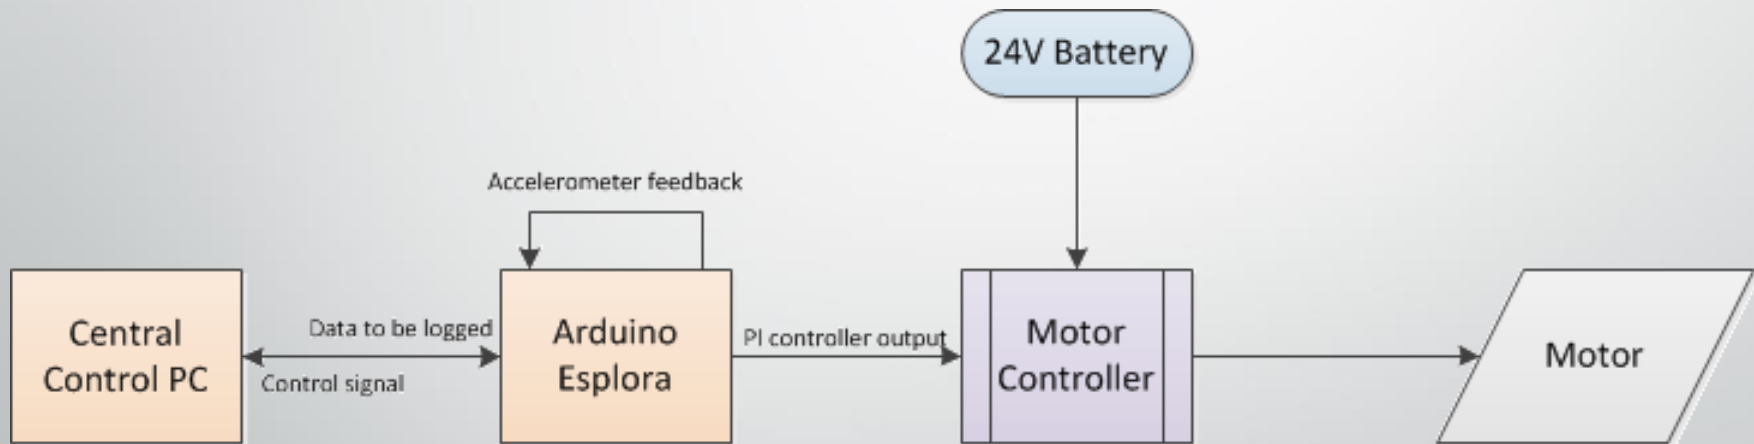 24V Battery
Accelerometer feedback
Central
Control PC
Data to be logged
Control signal
Arduino
Esplora
PI controller output
Motor
Controller
Motor